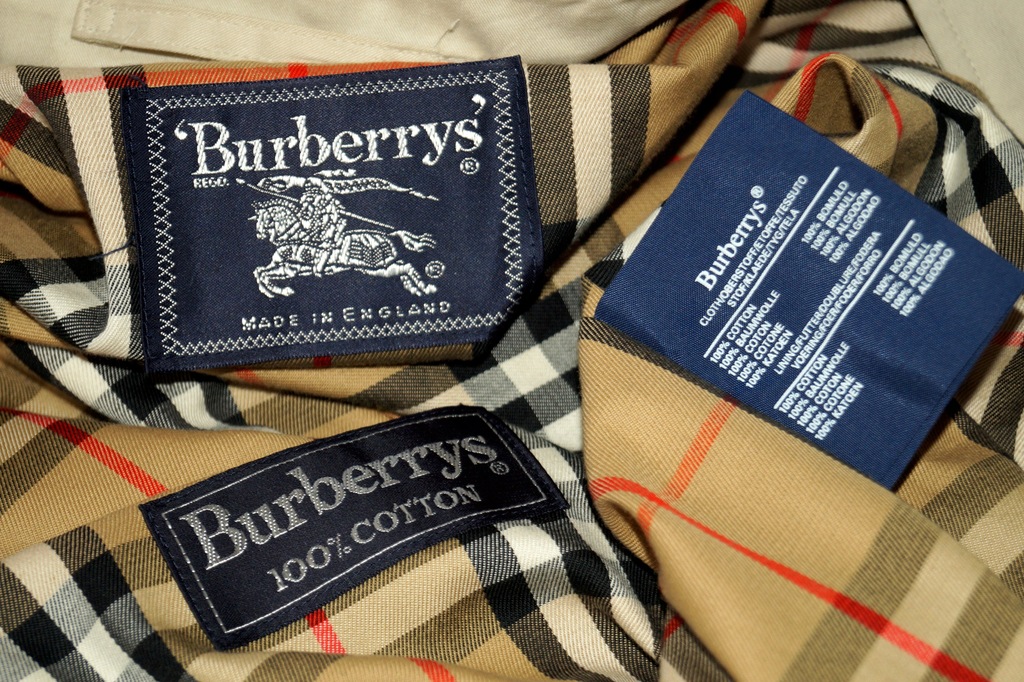 'Burberrys'
®
REGD.
®
MADE IN ENGLAND
Burberrys®
100% COTTON
Burberrys®
CLOTHOBERSTOFF/ETOFFE/TESSUTO
STOF/KLAEDE/TYG/TELA
100% COTTON
100% BAUMWOLLE
100% COTON
100% COTONE
100% KATOEN
100% BOMULD
100% BOMULL
100% ALGODON
100% ALGODAO
LINING/FUTTER/DOUBLURE/FODERA
VOERING/FOER/FODER/FORRO
100% COTTON
100% BAUMWOLLE
100% COTON
100% COTONE
100% KATOEN
100% BOMULD
100% BOMULL
100% ALGODON
100% ALGODAO